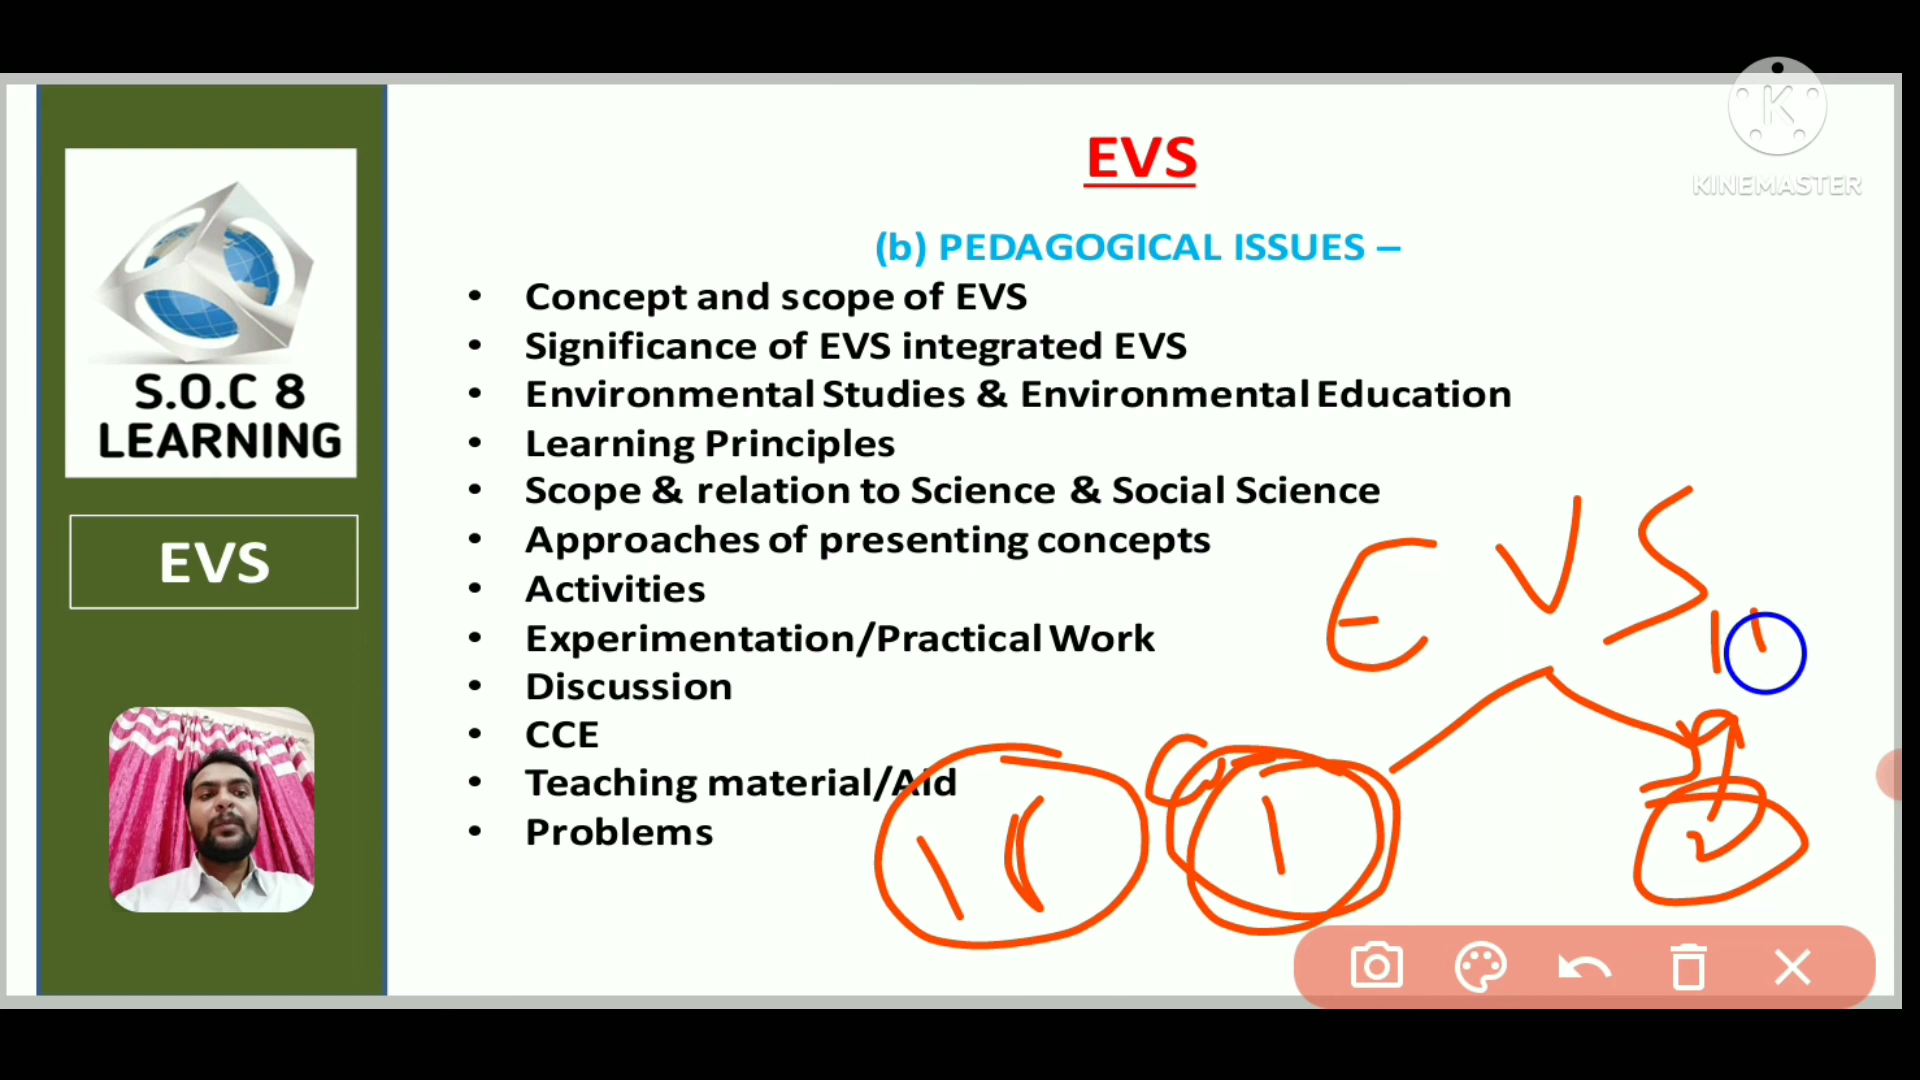 K
KINEMASTER
EVS
(b) PEDAGOGICAL ISSUES –
• Concept and scope of EVS
• Significance of EVS integrated EVS
• Environmental Studies & Environmental Education
• Learning Principles
• Scope & relation to Science & Social Science
• Approaches of presenting concepts
• Activities
• Experimentation/Practical Work
• Discussion
• CCE
• Teaching material/Aid
• Problems
S.O.C 8
LEARNING
EVS
EVS